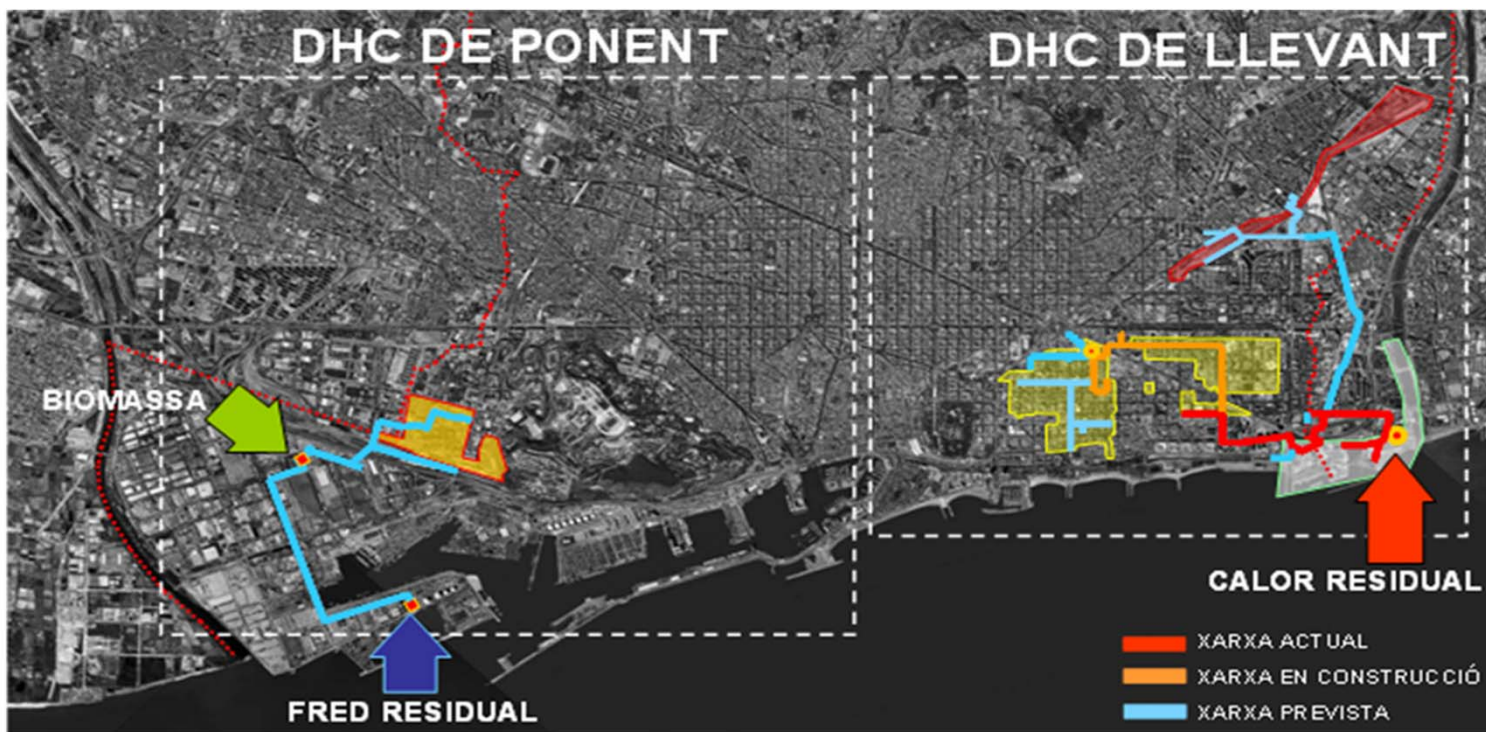 DHC DE PONENT
DHC DE LLEVANT
BIOMASSA
FRED RESIDUAL
CALOR RESIDUAL
XARXA ACTUAL
XARXA EN CONSTRUCCIÓ
XARXA PREVISTA